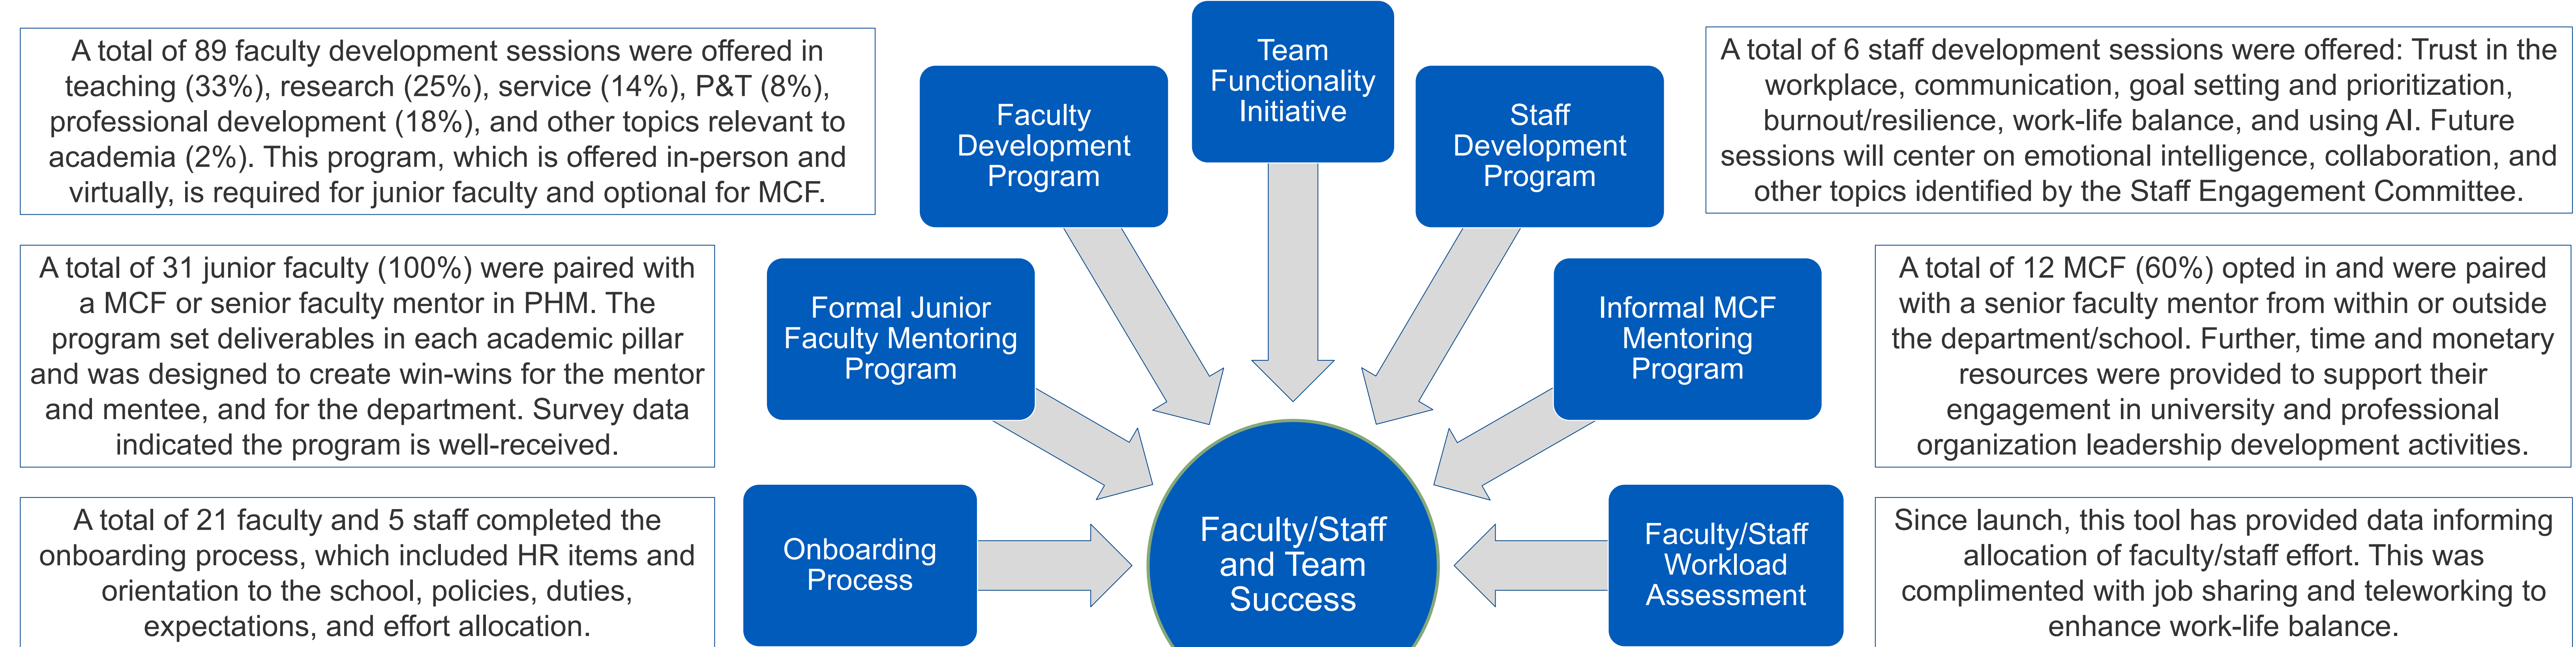 A total of 89 faculty development sessions were offered in
teaching (33%), research (25%), service (14%), P&T (8%),
professional development (18%), and other topics relevant to
academia (2%). This program, which is offered in-person and
virtually, is required for junior faculty and optional for MCF.
Faculty
Development
Program
Team
Functionality
Initiative
Staff
Development
Program
A total of 6 staff development sessions were offered: Trust in the
workplace, communication, goal setting and prioritization,
burnout/resilience, work-life balance, and using AI. Future
sessions will center on emotional intelligence, collaboration, and
other topics identified by the Staff Engagement Committee.
A total of 31 junior faculty (100%) were paired with
a MCF or senior faculty mentor in PHM. The
program set deliverables in each academic pillar
and was designed to create win-wins for the mentor
and mentee, and for the department. Survey data
indicated the program is well-received.
Formal Junior
Faculty Mentoring
Program
Informal MCF
Mentoring
Program
A total of 12 MCF (60%) opted in and were paired
with a senior faculty mentor from within or outside
the department/school. Further, time and monetary
resources were provided to support their
engagement in university and professional
organization leadership development activities.
A total of 21 faculty and 5 staff completed the
onboarding process, which included HR items and
orientation to the school, policies, duties,
expectations, and effort allocation.
Onboarding
Process
Faculty/Staff
and Team
Success
Faculty/Staff
Workload
Assessment
Since launch, this tool has provided data informing
allocation of faculty/staff effort. This was
complimented with job sharing and teleworking to
enhance work-life balance.